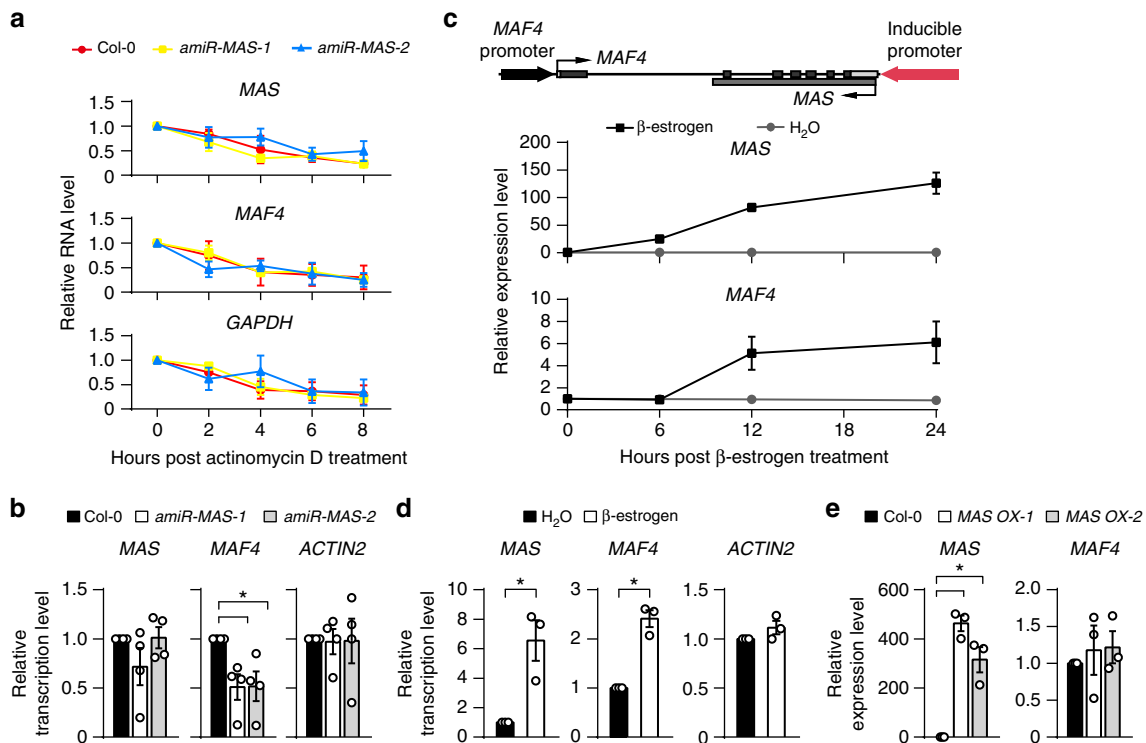 a
Col-0 amiR-MAS-1 amiR-MAS-2
MAS
1.5
1.0
0.5
0
MAF4
1.5
1.0
0.5
0
GAPDH
1.5
1.0
0.5
0
Relative RNA level
0 2 4 6 8
Hours post actinomycin D treatment
c
MAF4
promoter
MAF4
Inducible
promoter
MAS
β-estrogen H₂O
MAS
200
150
100
50
0
MAF4
10
8
6
4
2
0
Relative expression level
0 6 12 18 24
Hours post β-estrogen treatment
b
Col-0 amiR-MAS-1 amiR-MAS-2
MAS MAF4 ACTIN2
Relative
transcription level
1.5
1.0
0.5
0
*
d
H₂O β-estrogen
MAS MAF4 ACTIN2
Relative
transcription level
10
8
6
4
2
0
*
3
2
1
0
*
1.5
1.0
0.5
0
e
Col-0 MAS OX-1 MAS OX-2
MAS MAF4
Relative
expression level
600
400
200
0
*
2.0
1.5
1.0
0.5
0